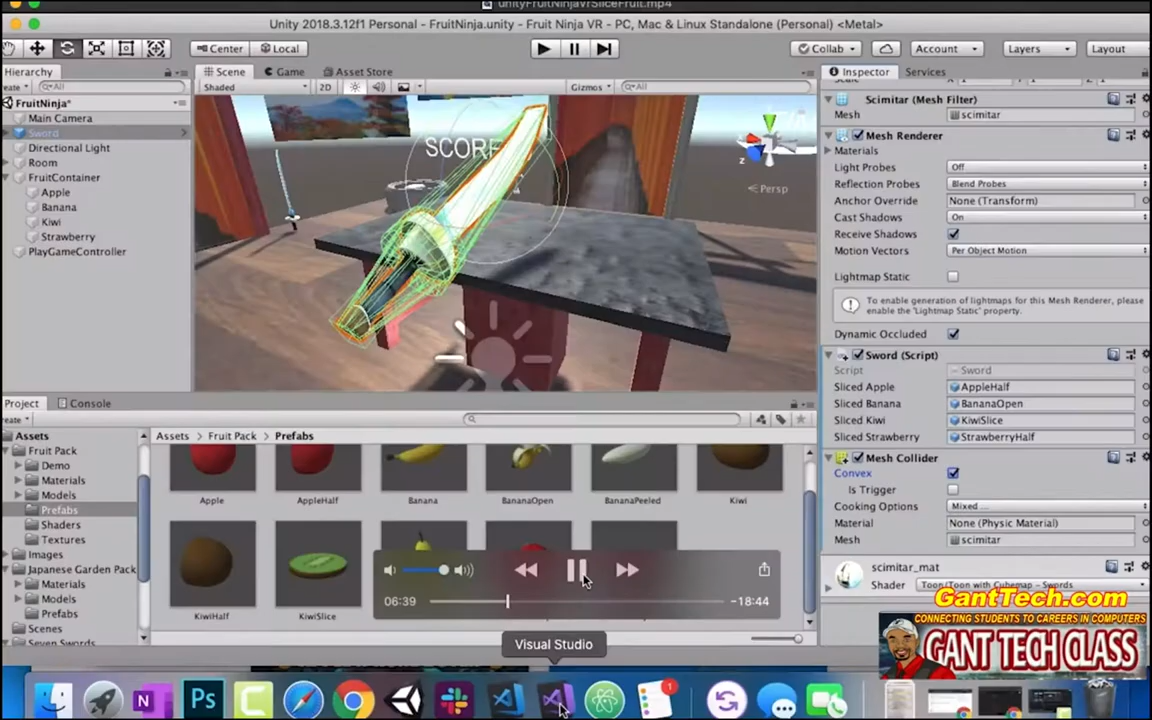 unityFruitNinjaVrSliceFruit.mp4
Unity 2018.3.12f1 Personal - FruitNinja.unity - Fruit Ninja VR - PC, Mac & Linux Standalone (Personal) <Metal>
Center
Local
Collab
Account
Layers
Layout
Hierarchy
Scene
Game
Asset Store
Inspector
Services
eate
All
Shaded
2D
Gizmos
All
Scale
FruitNinja*
Main Camera
Sword
Directional Light
Room
FruitContainer
Apple
Banana
Kiwi
Strawberry
PlayGameController
SCORE
z
Persp
Scimitar (Mesh Filter)
Mesh
scimitar
Mesh Renderer
Materials
Light Probes
Off
Reflection Probes
Blend Probes
Anchor Override
None (Transform)
Cast Shadows
On
Receive Shadows
Motion Vectors
Per Object Motion
Lightmap Static
To enable generation of lightmaps for this Mesh Renderer, please
enable the 'Lightmap Static' property.
Dynamic Occluded
Sword (Script)
Script
Sword
Sliced Apple
AppleHalf
Sliced Banana
BananaOpen
Sliced Kiwi
KiwiSlice
Sliced Strawberry
StrawberryHalf
Mesh Collider
Convex
Is Trigger
Cooking Options
Mixed ...
Material
None (Physic Material)
Mesh
scimitar
scimitar_mat
Shader
Toon/Toon with Cubemap - Swords
Project
Console
eate
Assets
Fruit Pack
Demo
Materials
Models
Prefabs
Shaders
Textures
Images
Japanese Garden Pack
Materials
Models
Prefabs
Scenes
Seven Swords
Assets
Fruit Pack
Prefabs
Apple
AppleHalf
Banana
BananaOpen
BananaPeeled
Kiwi
KiwiHalf
KiwiSlice
06:39
-18:44
Visual Studio
N
Ps
C
1
GantTech.com
CONNECTING STUDENTS TO CAREERS IN COMPUTERS
GANT TECH CLASS